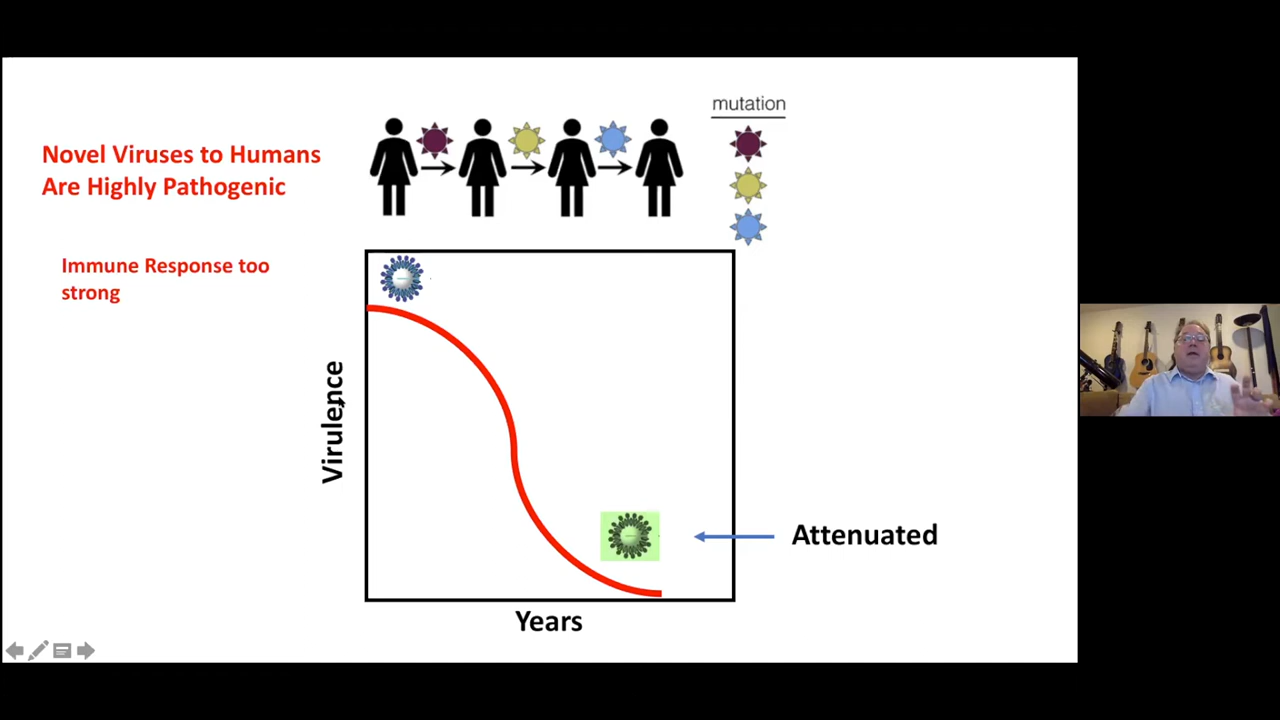 mutation
Novel Viruses to Humans
Are Highly Pathogenic
Immune Response too
strong
Virulence
Attenuated
Years